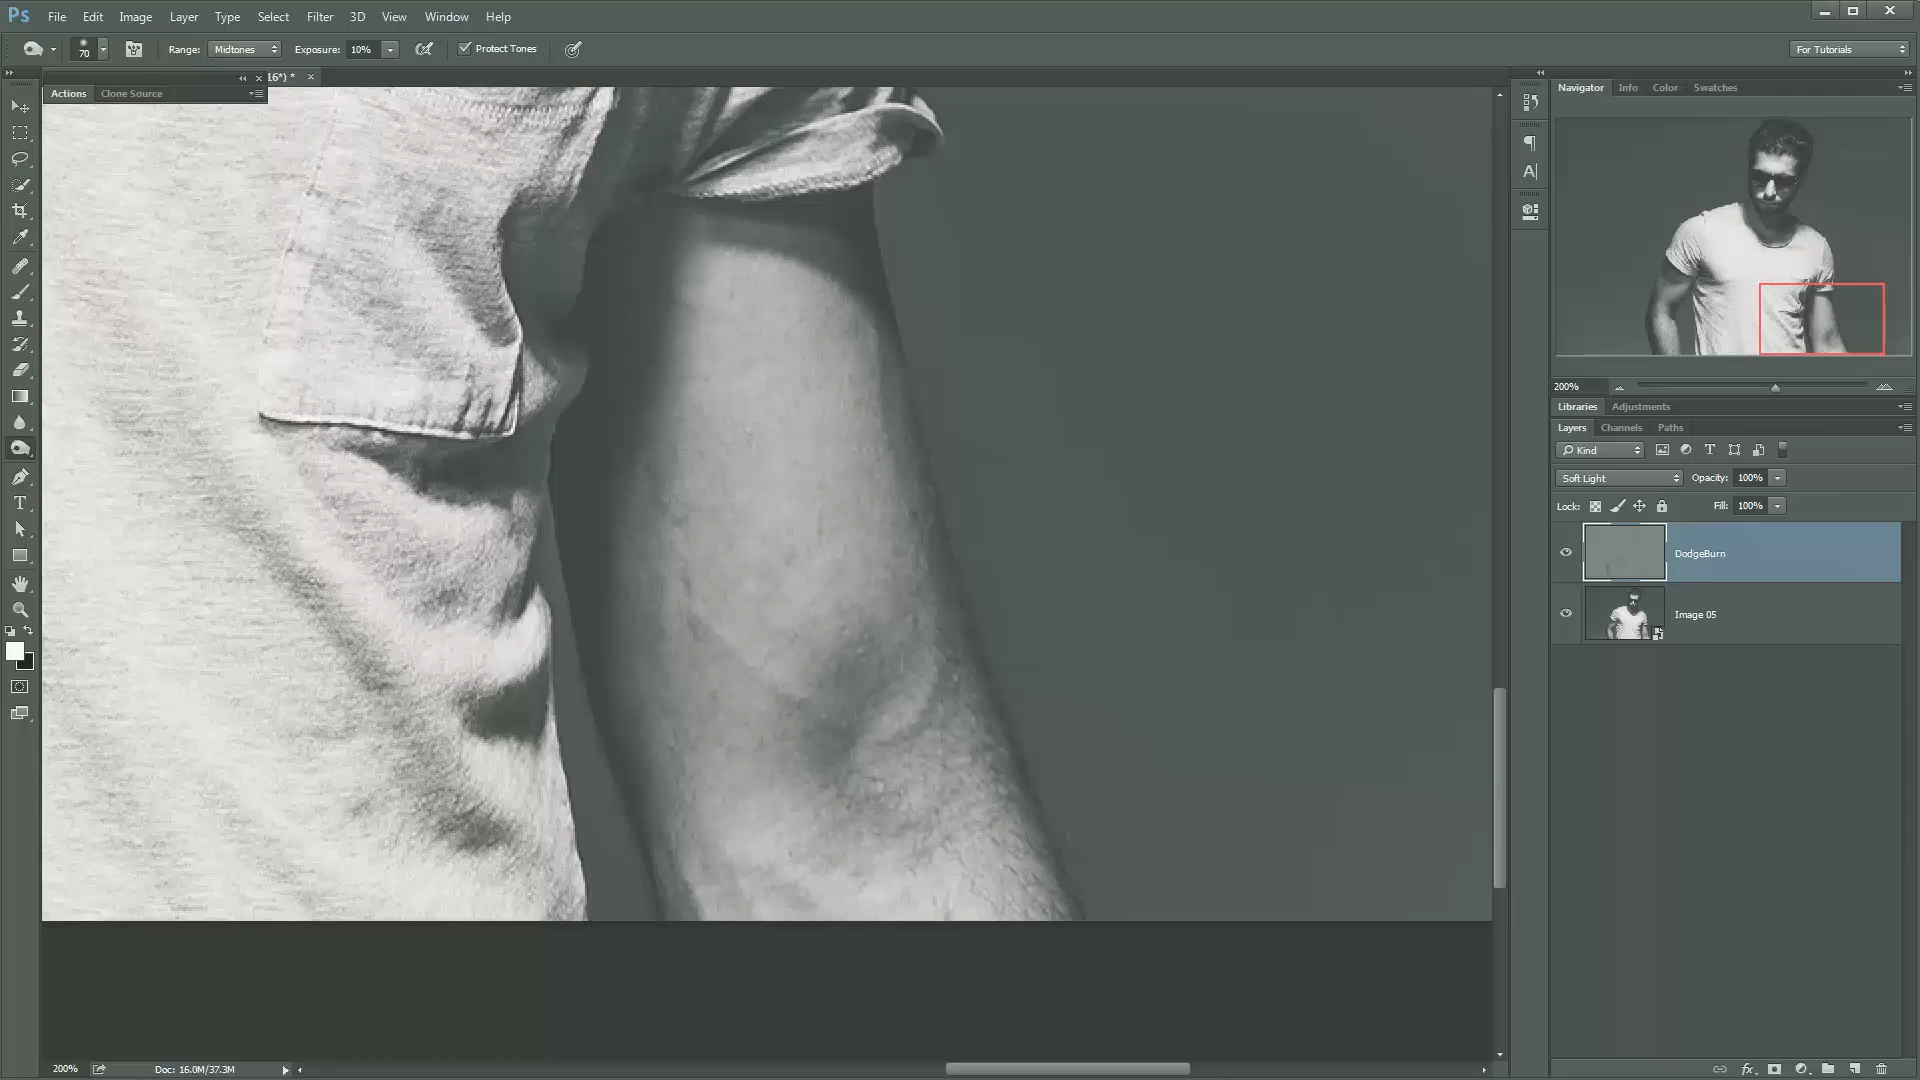 Ps File Edit Image Layer Type Select Filter 3D View Window Help
70 Range: Midtones Exposure: 10% Protect Tones For Tutorials
16*) *
Actions Clone Source
Navigator Info Color Swatches
200%
Libraries Adjustments
Layers Channels Paths
Kind
Soft Light Opacity: 100%
Lock: Fill: 100%
DodgeBurn
Image 05
200% Doc: 16.0M/37.3M